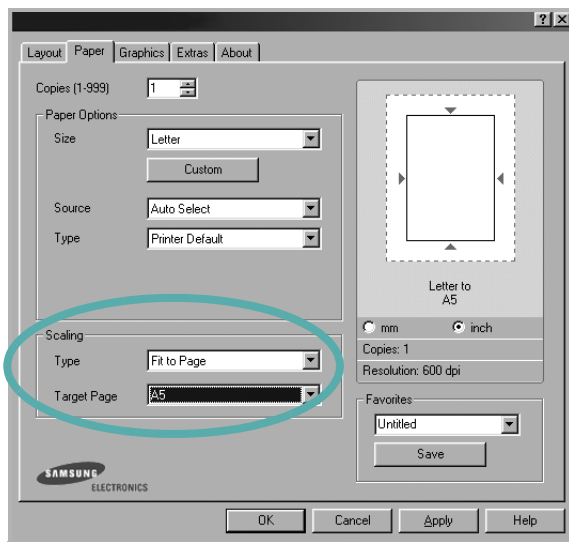 ? ×
Layout Paper Graphics Extras About
Copies (1-999) 1
Paper Options
Size Letter
Custom
Source Auto Select
Type Printer Default
Letter to
A5
mm inch
Copies: 1
Resolution: 600 dpi
Scaling
Type Fit to Page
Target Page A5
Favorites
Untitled
Save
SAMSUNG
ELECTRONICS
OK Cancel Apply Help